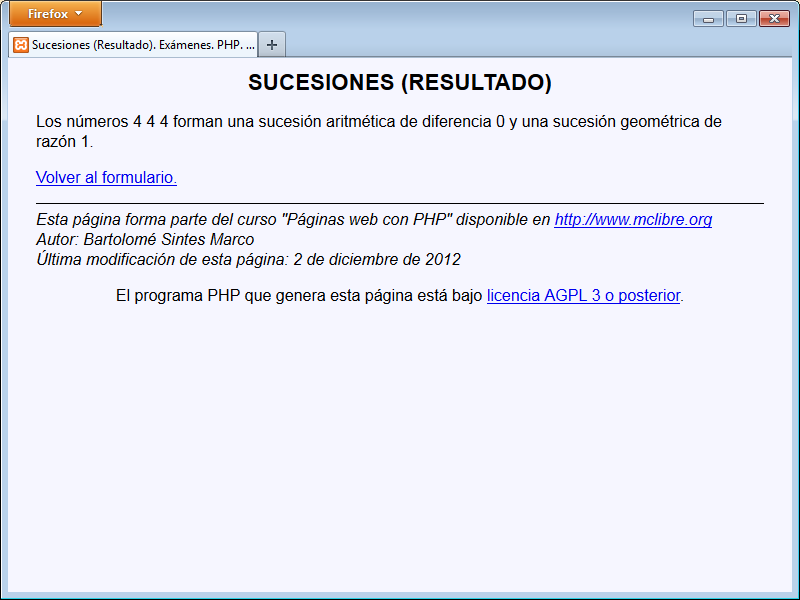 Firefox
Sucesiones (Resultado). Exámenes. PHP. ...
SUCESIONES (RESULTADO)
Los números 4 4 4 forman una sucesión aritmética de diferencia 0 y una sucesión geométrica de
razón 1.
Volver al formulario.
Esta página forma parte del curso "Páginas web con PHP" disponible en http://www.mclibre.org
Autor: Bartolomé Sintes Marco
Última modificación de esta página: 2 de diciembre de 2012
El programa PHP que genera esta página está bajo licencia AGPL 3 o posterior.